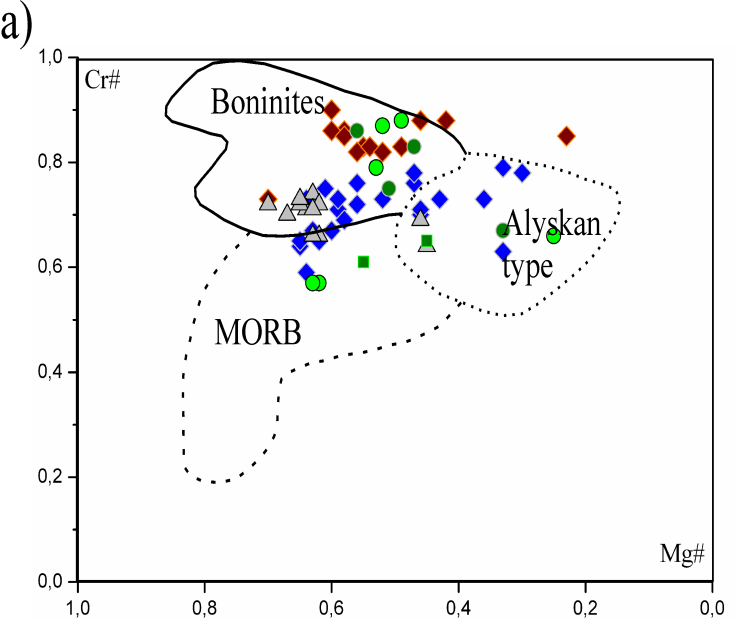 a)
1,0
Cr#
Boninites
0,8
Alyskan
type
0,6
MORB
0,4
0,2
Mg#
0,0
1,0 0,8 0,6 0,4 0,2 0,0